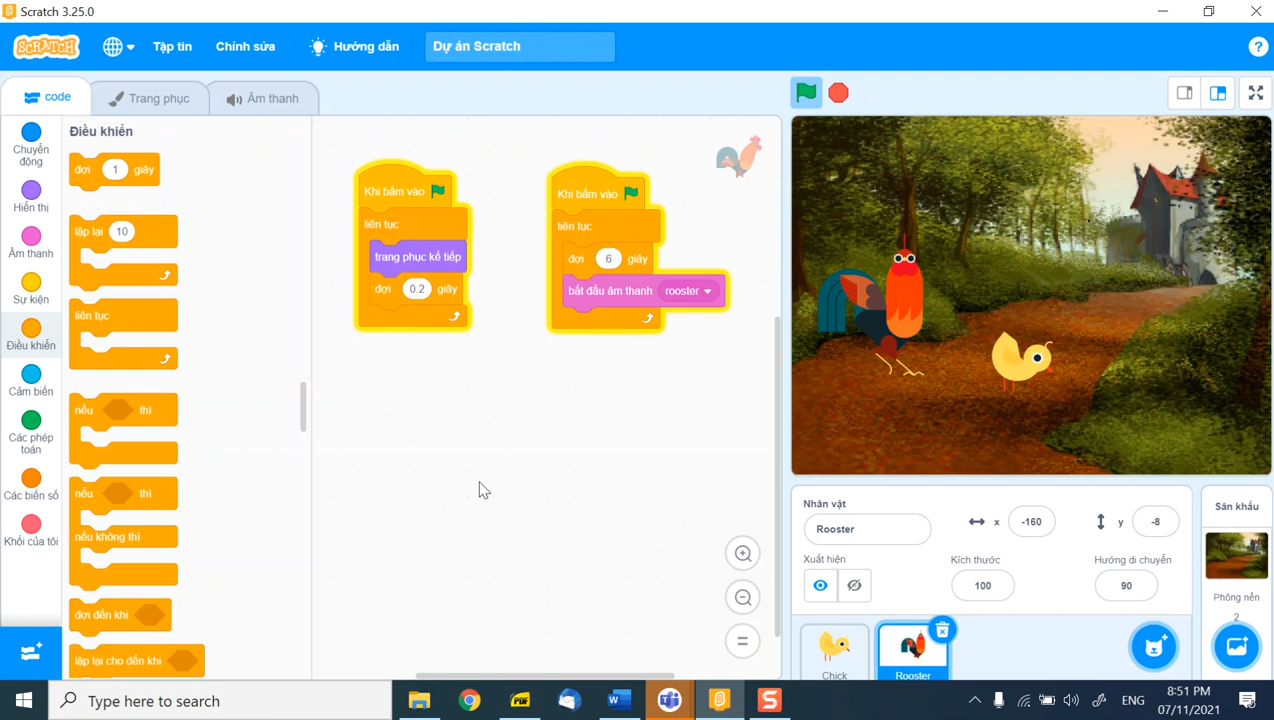 Scratch 3.25.0
SCRATCH
Tập tin
Chỉnh sửa
Hướng dẫn
Dự án Scratch
?
code
Trang phục
Âm thanh
Chuyển động
Hiển thị
Âm thanh
Sự kiện
Điều khiển
Cảm biến
Các phép toán
Các biến số
Khối của tôi
Điều khiển
đợi 1 giây
lặp lại 10
liên tục
nếu thì
nếu thì
nếu không thì
đợi đến khi
lặp lại cho đến khi
Khi bấm vào
liên tục
trang phục kế tiếp
đợi 0.2 giây
Khi bấm vào
liên tục
đợi 6 giây
bắt đầu âm thanh rooster
Nhân vật
Rooster
x -160
y -8
Xuất hiện
Kích thước
100
Hướng di chuyển
90
Chick
Rooster
Sân khấu
Phông nền
2
Type here to search
PDF
W
S
ENG
8:51 PM
07/11/2021